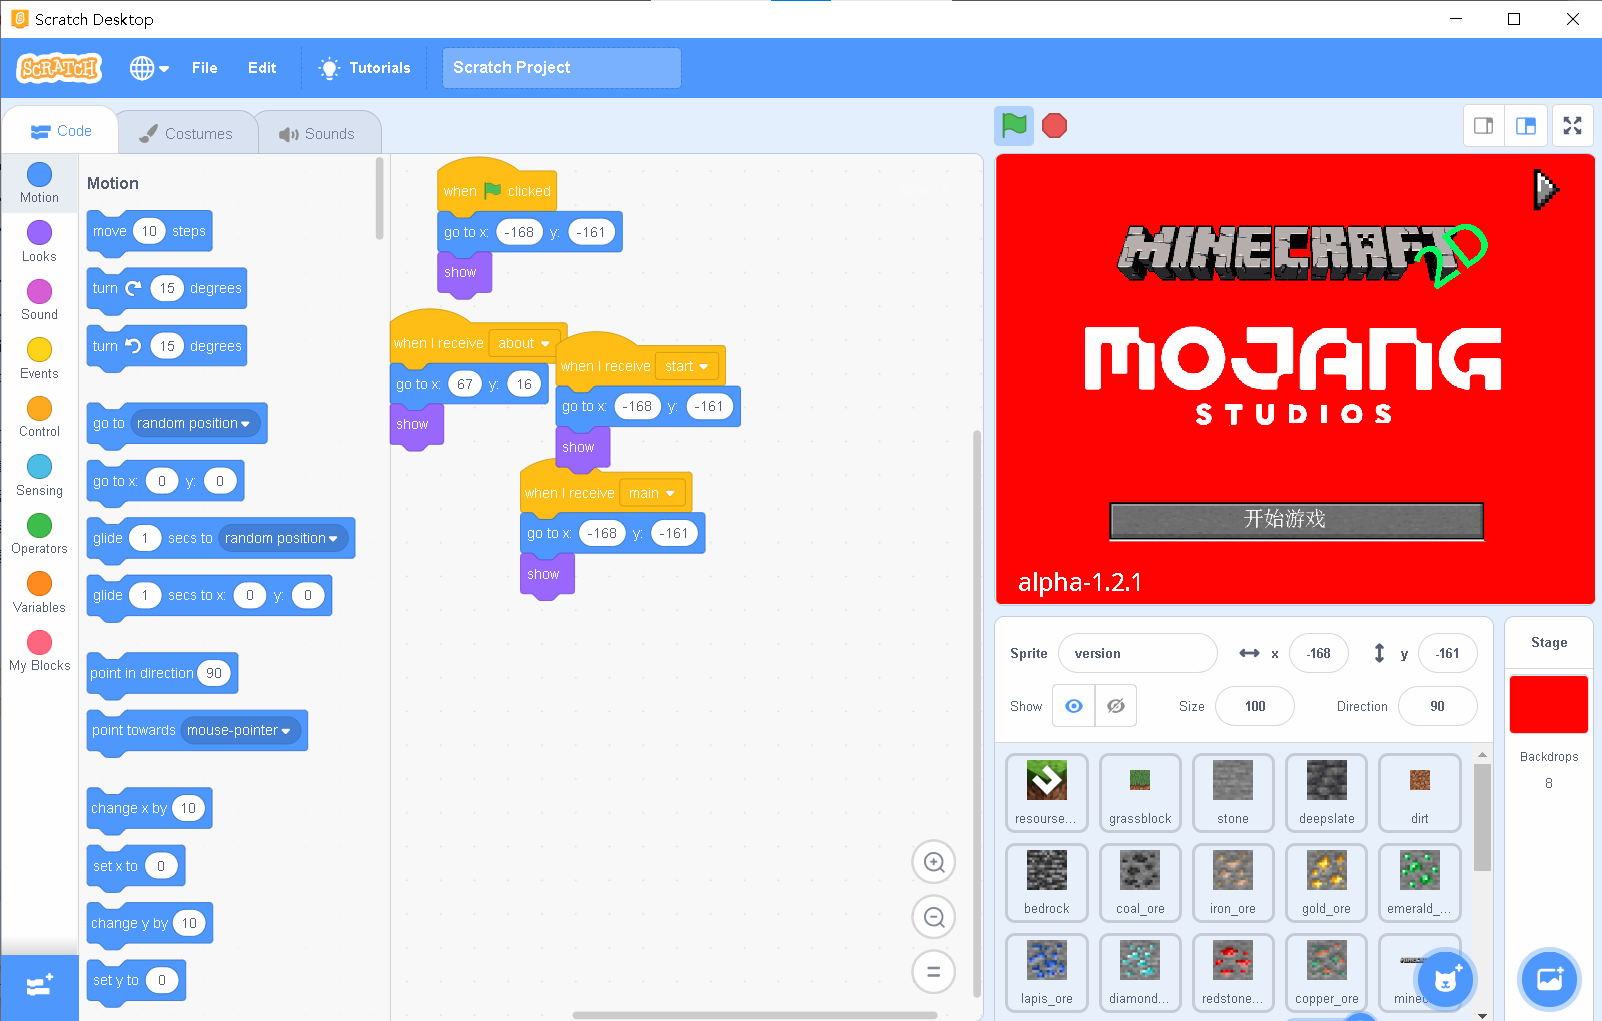 Scratch Desktop
SCRATCH
File
Edit
Tutorials
Scratch Project
Code
Costumes
Sounds
Motion
Looks
Sound
Events
Control
Sensing
Operators
Variables
My Blocks
Motion
move 10 steps
turn 15 degrees
turn 15 degrees
go to random position
go to x: 0 y: 0
glide 1 secs to random position
glide 1 secs to x: 0 y: 0
point in direction 90
point towards mouse-pointer
change x by 10
set x to 0
change y by 10
set y to 0
when clicked
go to x: -168 y: -161
show
when I receive about
go to x: 67 y: 16
show
when I receive start
go to x: -168 y: -161
show
when I receive main
go to x: -168 y: -161
show
MINECRAFT
2D
MOJANG
STUDIOS
开始游戏
alpha-1.2.1
Sprite version x -168 y -161
Show Size 100 Direction 90
resourse...
grassblock
stone
deepslate
dirt
bedrock
coal_ore
iron_ore
gold_ore
emerald_...
lapis_ore
diamond...
redstone...
copper_ore
Stage
Backdrops
8